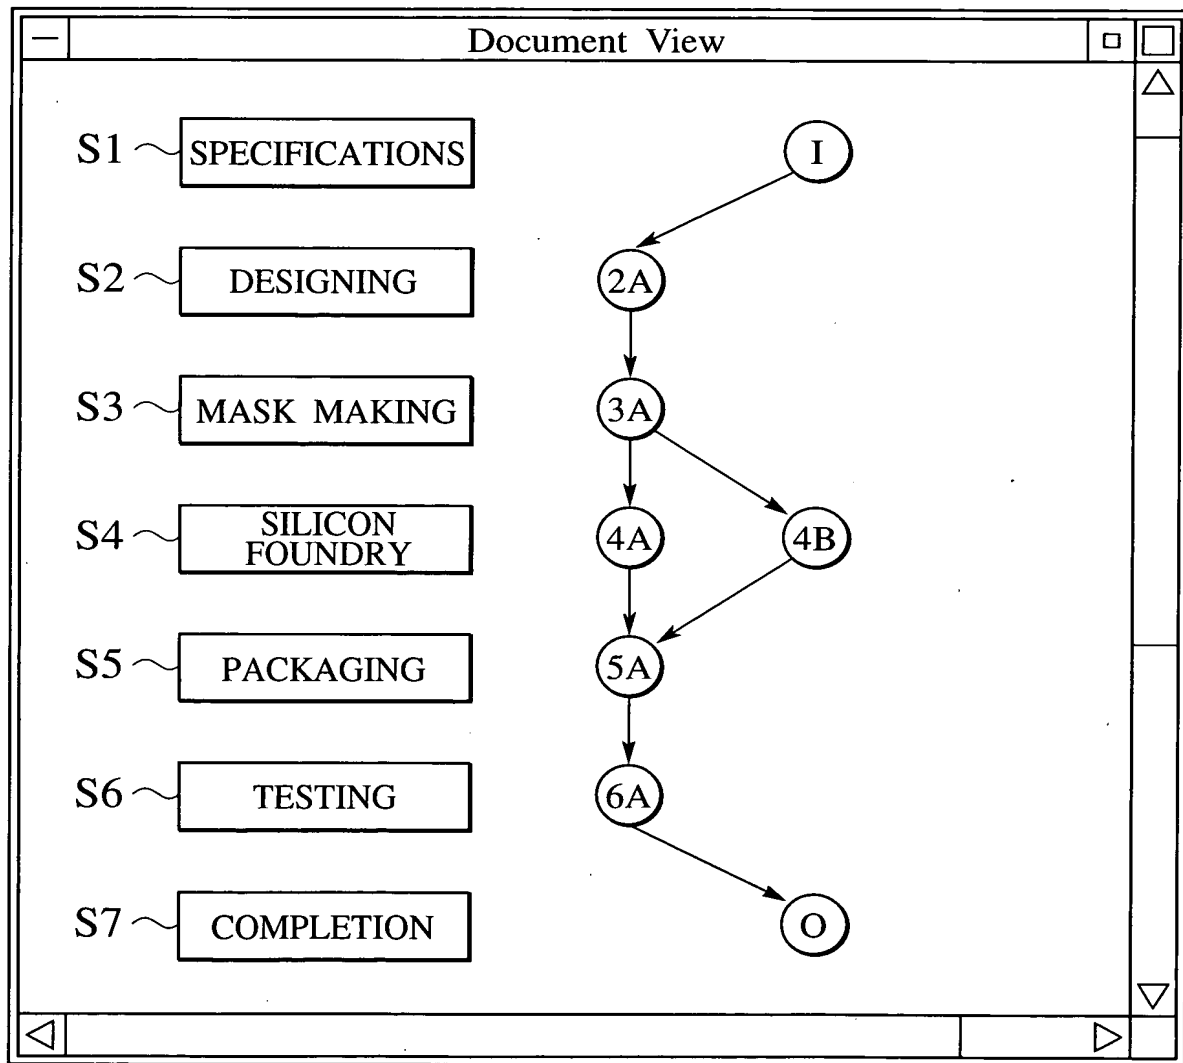 Document View
S1 SPECIFICATIONS I
S2 DESIGNING 2A
S3 MASK MAKING 3A
S4 SILICON FOUNDRY 4A 4B
S5 PACKAGING 5A
S6 TESTING 6A
S7 COMPLETION O